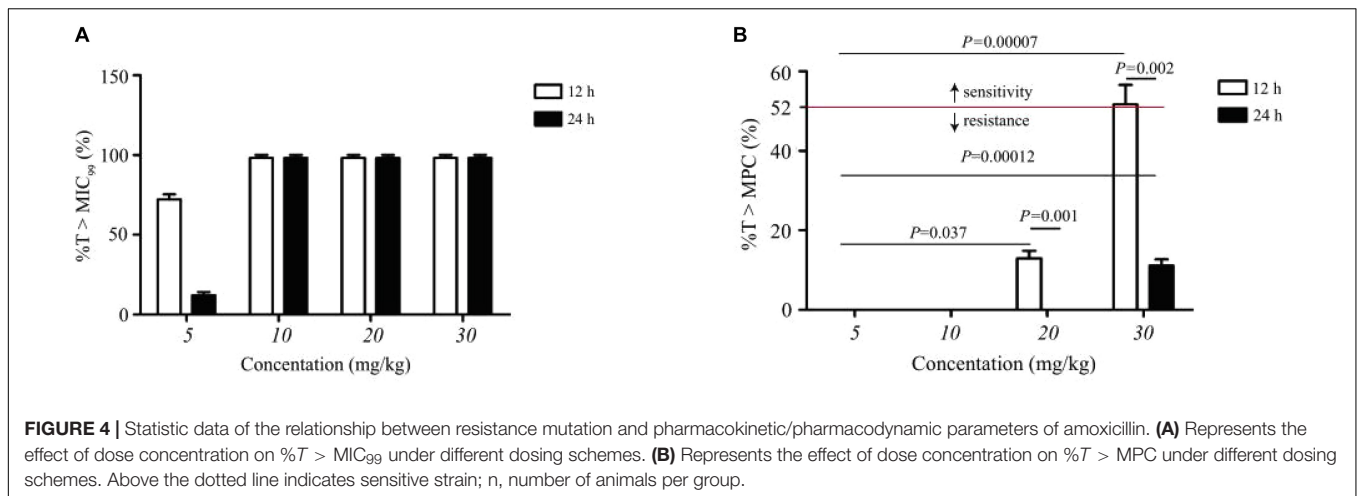 A
150
100
50
0
%T > MIC99 (%)
12 h
24 h
5 10 20 30
Concentation (mg/kg)
B
P=0.00007
60
P=0.002
52
sensitivity
resistance
40
P=0.00012
20
P=0.037
P=0.001
0
%T > MPC (%)
12 h
24 h
5 10 20 30
Concentation (mg/kg)
FIGURE 4 | Statistic data of the relationship between resistance mutation and pharmacokinetic/pharmacodynamic parameters of amoxicillin. (A) Represents the
effect of dose concentration on %T > MIC99 under different dosing schemes. (B) Represents the effect of dose concentration on %T > MPC under different dosing
schemes. Above the dotted line indicates sensitive strain; n, number of animals per group.